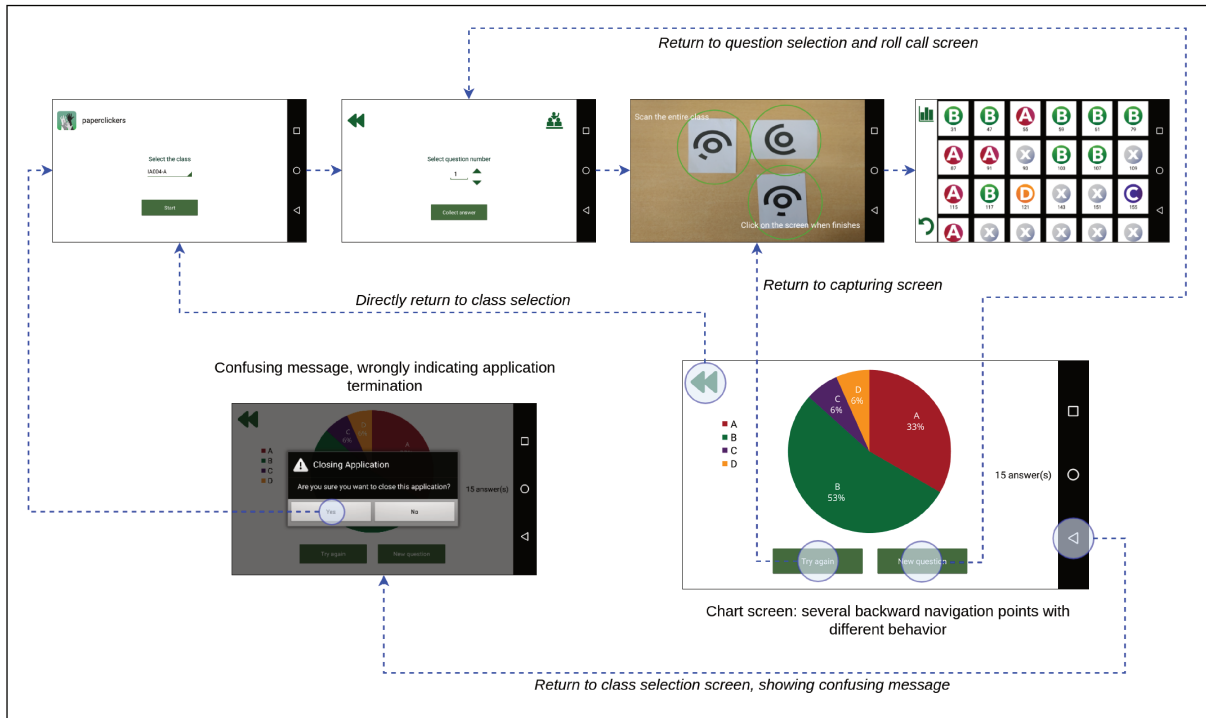 Return to question selection and roll call screen
paperclickers
Select the class
IAC04-A
Start
Select question number
1
Collect answer
Scan the entire class
Click on the screen when finishes
B B A B B B
31 47 55 59 61 79
A A X B B X
87 91 93 103 107 109
A B D X X C
115 117 121 143 151 155
A X X X X X
Directly return to class selection
Return to capturing screen
Confusing message, wrongly indicating application
termination
A
B
C
D
C
6%
D
6%
A
Closing Application
Are you sure you want to close this application?
Yes
No
15 answer(s)
Try again
New question
A
B
C
D
C
6%
D
6%
A
33%
B
53%
15 answer(s)
Try again
New question
Chart screen: several backward navigation points with
different behavior
Return to class selection screen, showing confusing message